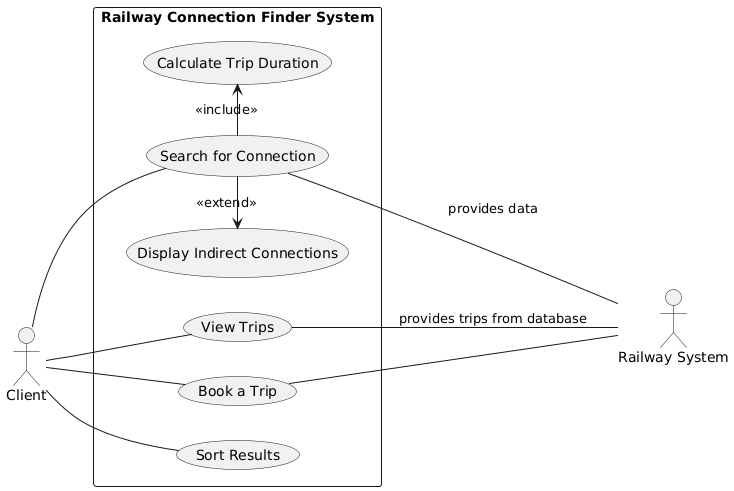 Railway Connection Finder System
Calculate Trip Duration
«include»
Search for Connection
«extend»
provides data
Display Indirect Connections
View Trips
provides trips from database
Railway System
Book a Trip
Client
Sort Results